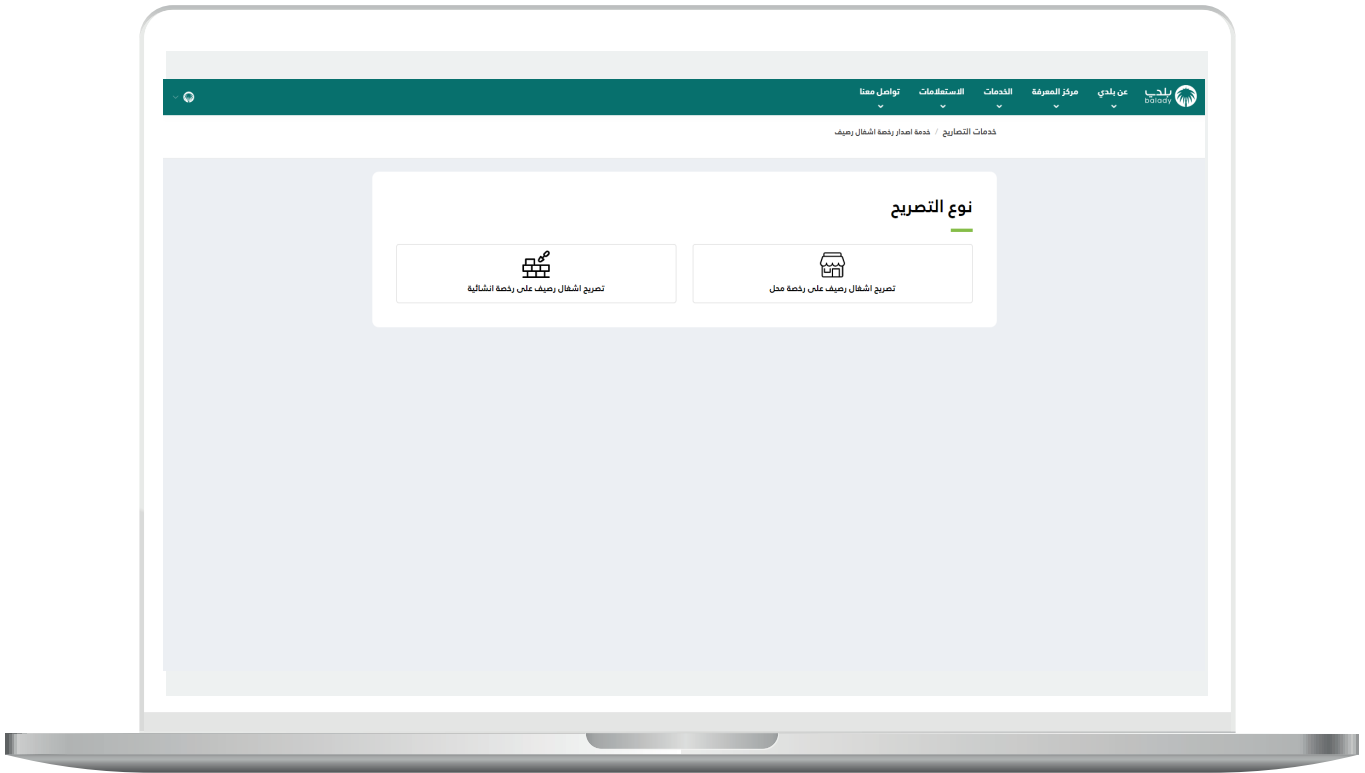 بلدي
balady
عن بلدي
مركز المعرفة
الخدمات
الاستعلامات
تواصل معنا
خدمات التصاريح / خدمة اصدار رخصة اشغال رصيف
نوع التصريح
تصريح اشغال رصيف على رخصة محل
تصريح اشغال رصيف على رخصة انشائية